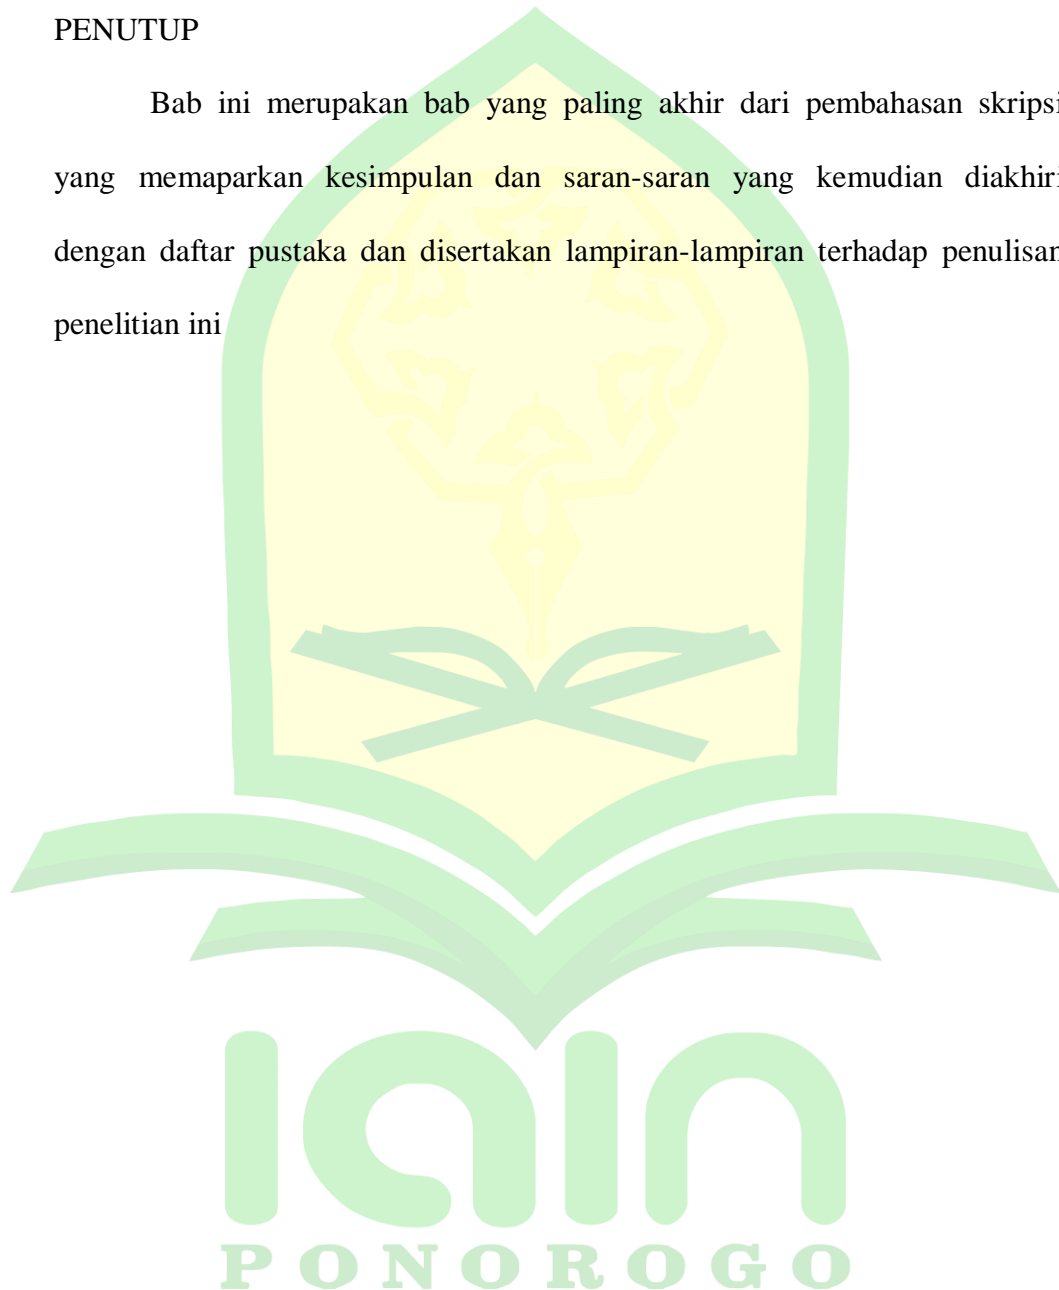 PENUTUP
Bab ini merupakan bab yang paling akhir dari pembahasan skripsi
yang memaparkan kesimpulan dan saran-saran yang kemudian diakhiri
dengan daftar pustaka dan disertakan lampiran-lampiran terhadap penulisan
penelitian ini
iain
PONOROGO